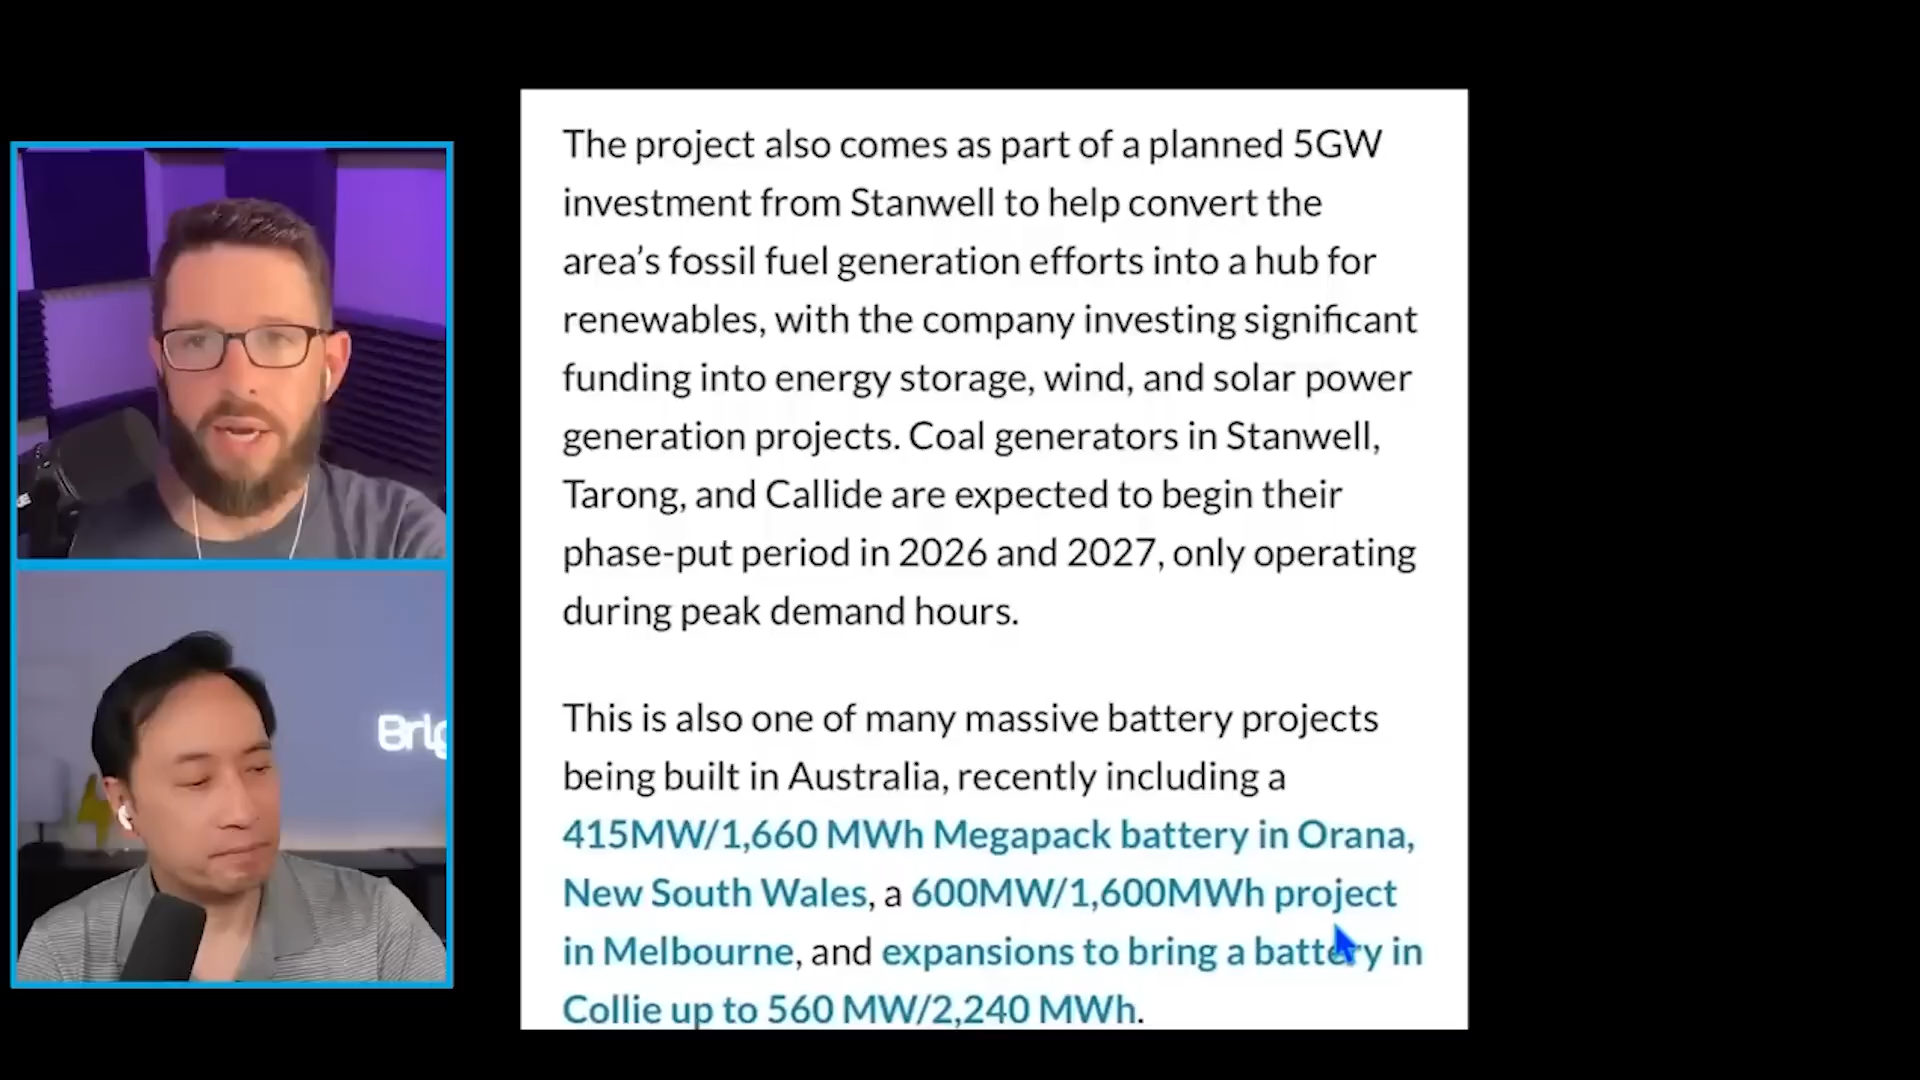 The project also comes as part of a planned 5GW
investment from Stanwell to help convert the
area’s fossil fuel generation efforts into a hub for
renewables, with the company investing significant
funding into energy storage, wind, and solar power
generation projects. Coal generators in Stanwell,
Tarong, and Callide are expected to begin their
phase-put period in 2026 and 2027, only operating
during peak demand hours.
This is also one of many massive battery projects
being built in Australia, recently including a
415MW/1,660 MWh Megapack battery in Orana,
New South Wales, a 600MW/1,600MWh project
in Melbourne, and expansions to bring a battery in
Collie up to 560 MW/2,240 MWh.